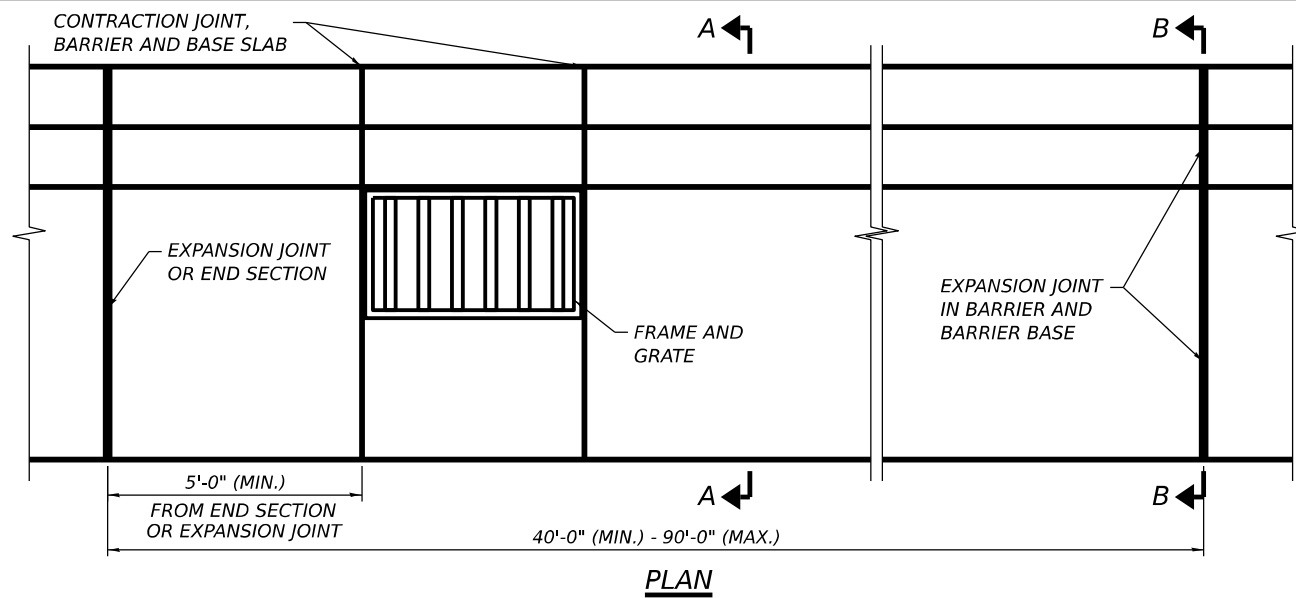 CONTRACTION JOINT,
BARRIER AND BASE SLAB
A
B
EXPANSION JOINT
OR END SECTION
FRAME AND
GRATE
EXPANSION JOINT
IN BARRIER AND
BARRIER BASE
5'-0" (MIN.)
FROM END SECTION
OR EXPANSION JOINT
A
B
40'-0" (MIN.) - 90'-0" (MAX.)
PLAN